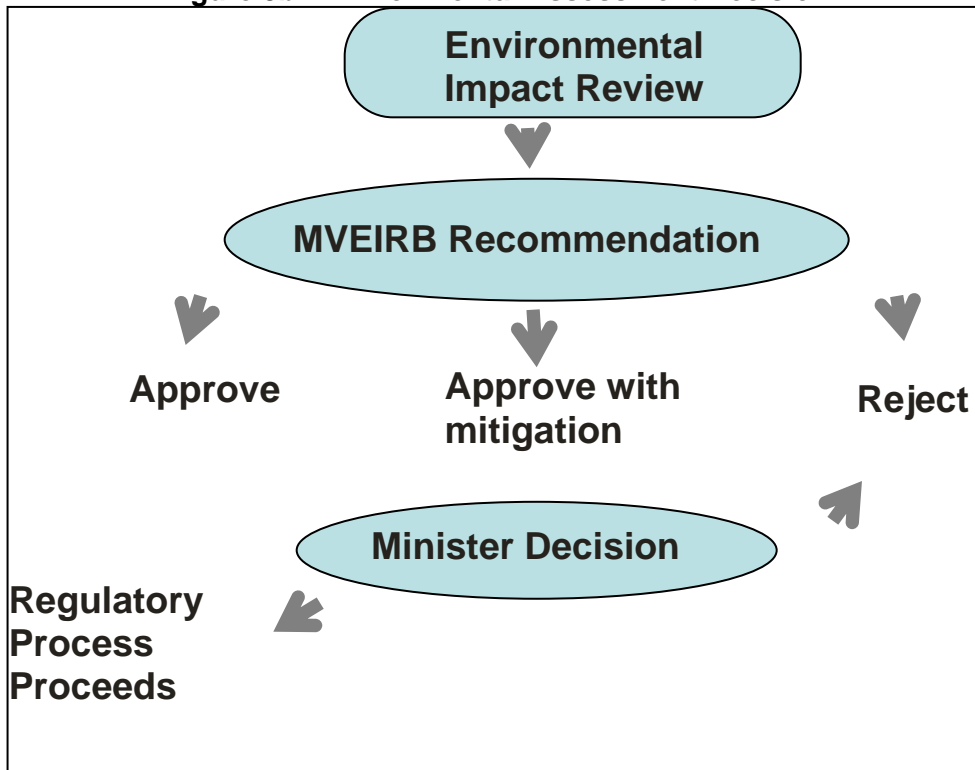 Environmental
Impact Review
MVEIRB Recommendation
Approve
Approve with
mitigation
Reject
Minister Decision
Regulatory
Process
Proceeds